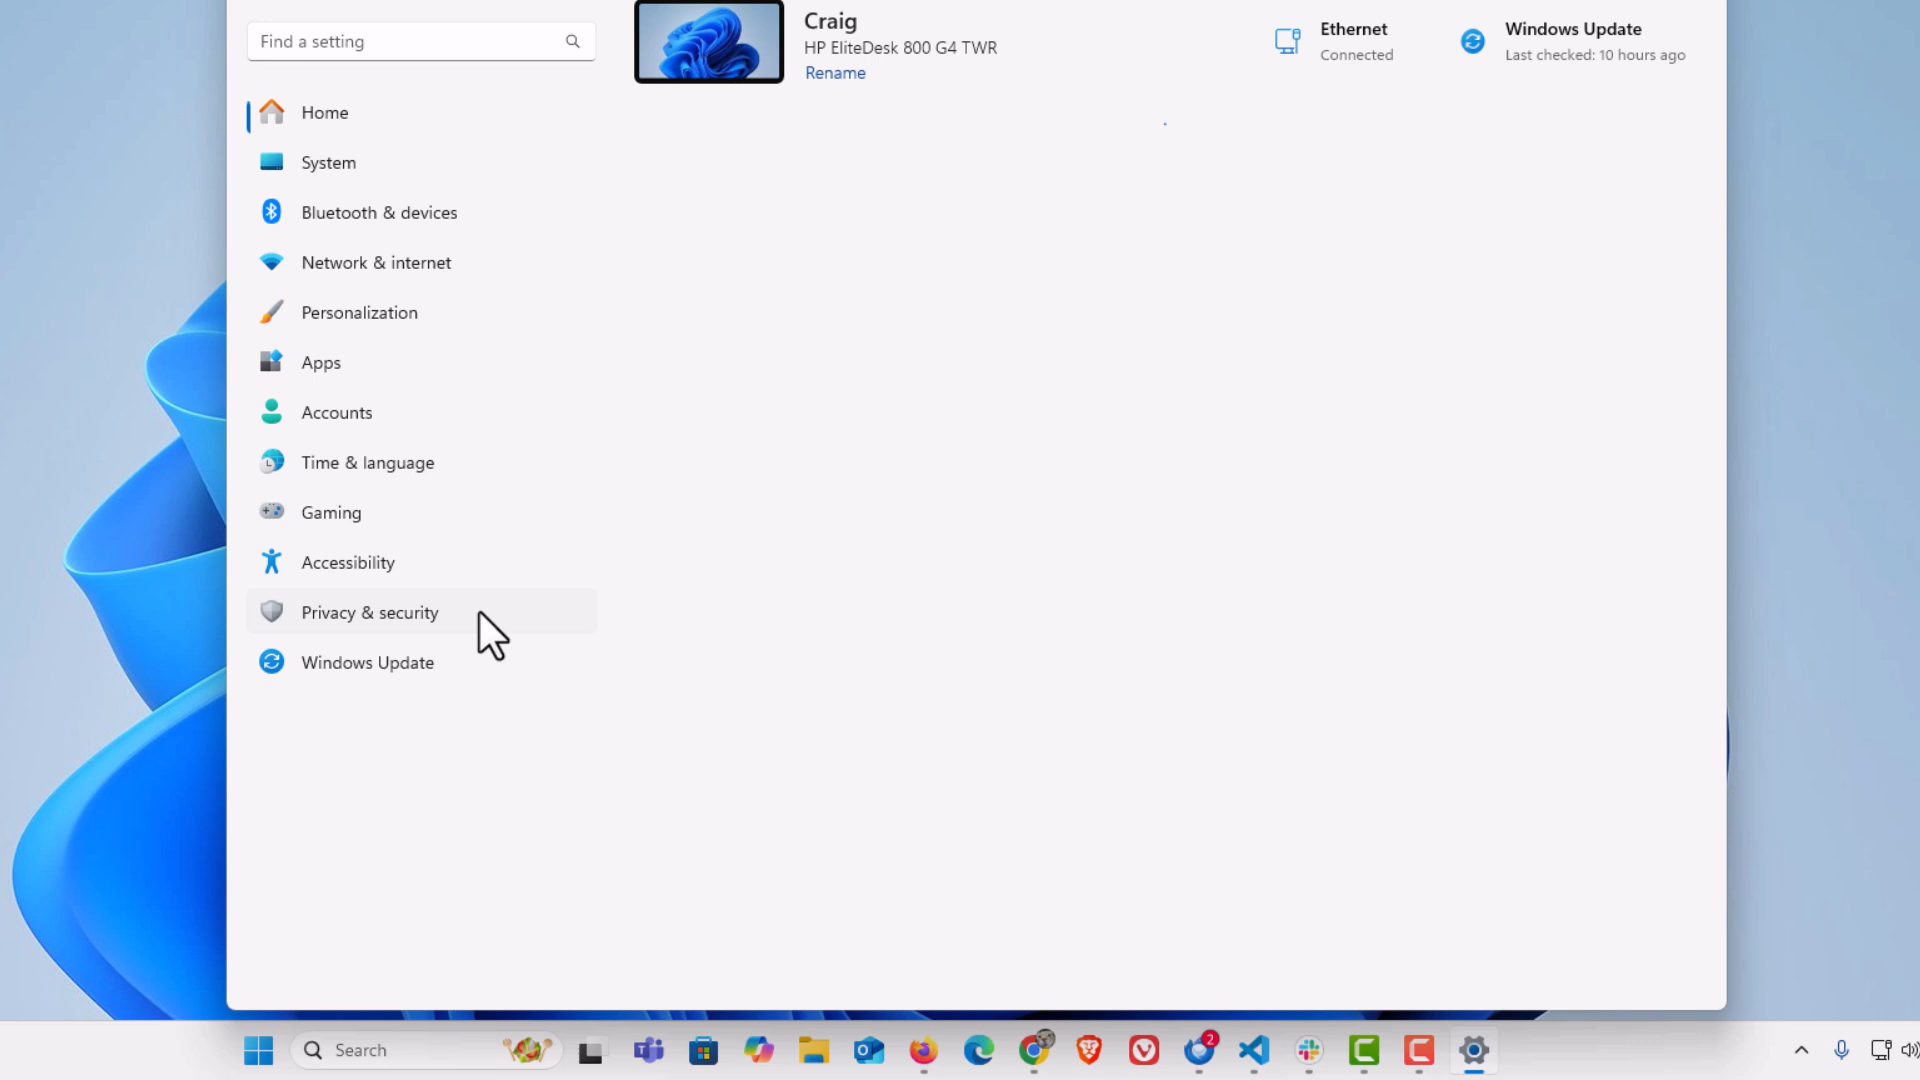 Find a setting
Craig
HP EliteDesk 800 G4 TWR
Rename
Ethernet
Connected
Windows Update
Last checked: 10 hours ago
Home
System
Bluetooth & devices
Network & internet
Personalization
Apps
Accounts
Time & language
Gaming
Accessibility
Privacy & security
Windows Update
Search
2